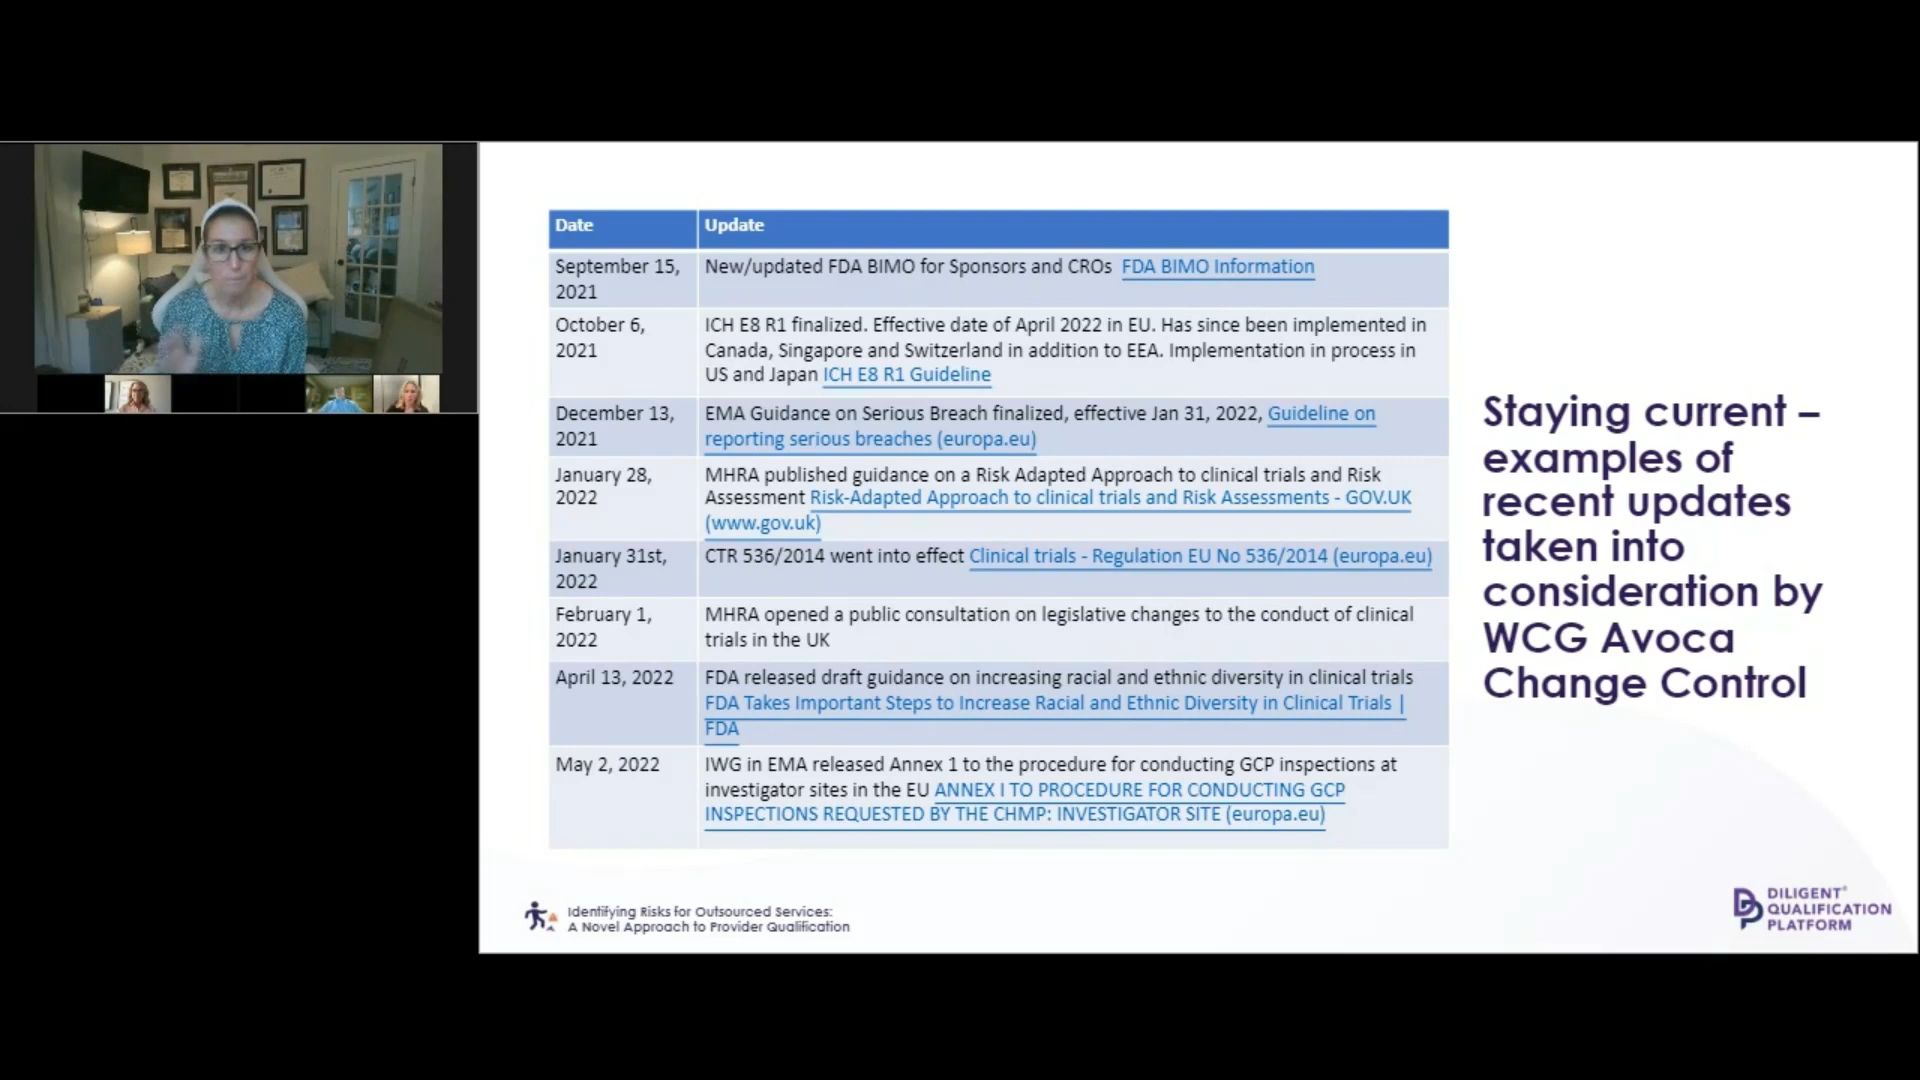 Date Update
September 15, New/updated FDA BIMO for Sponsors and CROs FDA BIMO Information
2021
October 6, ICH E8 R1 finalized. Effective date of April 2022 in EU. Has since been implemented in
2021 Canada, Singapore and Switzerland in addition to EEA. Implementation in process in
US and Japan ICH E8 R1 Guideline
December 13, EMA Guidance on Serious Breach finalized, effective Jan 31, 2022, Guideline on
2021 reporting serious breaches (europa.eu)
January 28, MHRA published guidance on a Risk Adapted Approach to clinical trials and Risk
2022 Assessment Risk-Adapted Approach to clinical trials and Risk Assessments - GOV.UK
(www.gov.uk)
January 31st, CTR 536/2014 went into effect Clinical trials - Regulation EU No 536/2014 (europa.eu)
2022
February 1, MHRA opened a public consultation on legislative changes to the conduct of clinical
2022 trials in the UK
April 13, 2022 FDA released draft guidance on increasing racial and ethnic diversity in clinical trials
FDA Takes Important Steps to Increase Racial and Ethnic Diversity in Clinical Trials |
FDA
May 2, 2022 IWG in EMA released Annex 1 to the procedure for conducting GCP inspections at
investigator sites in the EU ANNEX I TO PROCEDURE FOR CONDUCTING GCP
INSPECTIONS REQUESTED BY THE CHMP: INVESTIGATOR SITE (europa.eu)
Staying current –
examples of
recent updates
taken into
consideration by
WCG Avoca
Change Control
Identifying Risks for Outsourced Services:
A Novel Approach to Provider Qualification
DILIGENT®
QUALIFICATION
PLATFORM